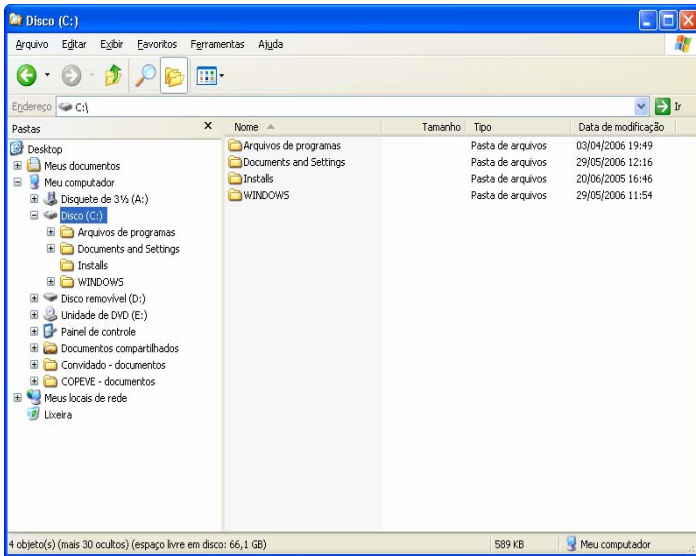 Disco (C:)
Arquivo Editar Exibir Favoritos Ferramentas Ajuda
Endereço C:\ Ir
Pastas X Nome Tamanho Tipo Data de modificação
Desktop
Meus documentos
Meu computador
Disquete de 3½ (A:)
Disco (C:)
Arquivos de programas
Documents and Settings
Installs
WINDOWS
Disco removível (D:)
Unidade de DVD (E:)
Painel de controle
Documentos compartilhados
Convidado - documentos
COPEVE - documentos
Meus locais de rede
Lixeira
Arquivos de programas Pasta de arquivos 03/04/2006 19:49
Documents and Settings Pasta de arquivos 29/05/2006 12:16
Installs Pasta de arquivos 20/06/2005 16:46
WINDOWS Pasta de arquivos 29/05/2006 11:54
4 objeto(s) (mais 30 ocultos) (espaço livre em disco: 66,1 GB) 589 KB Meu computador